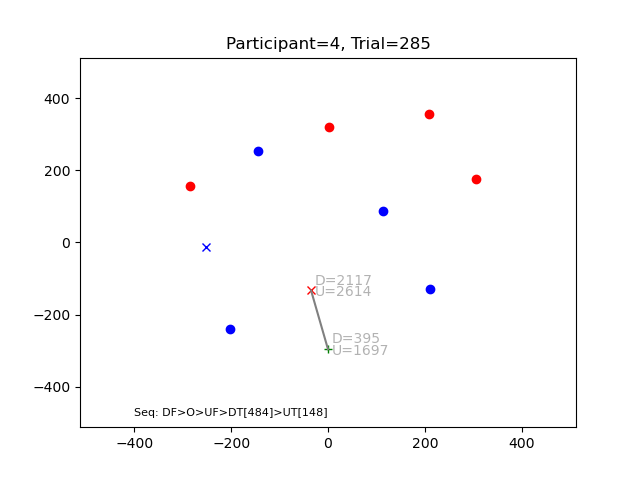 Participant=4, Trial=285
400
200
0
−200
−400
D=2117
U=2614
D=395
U=1697
Seq: DF>O>UF>DT[484]>UT[148]
−400
−200
0
200
400